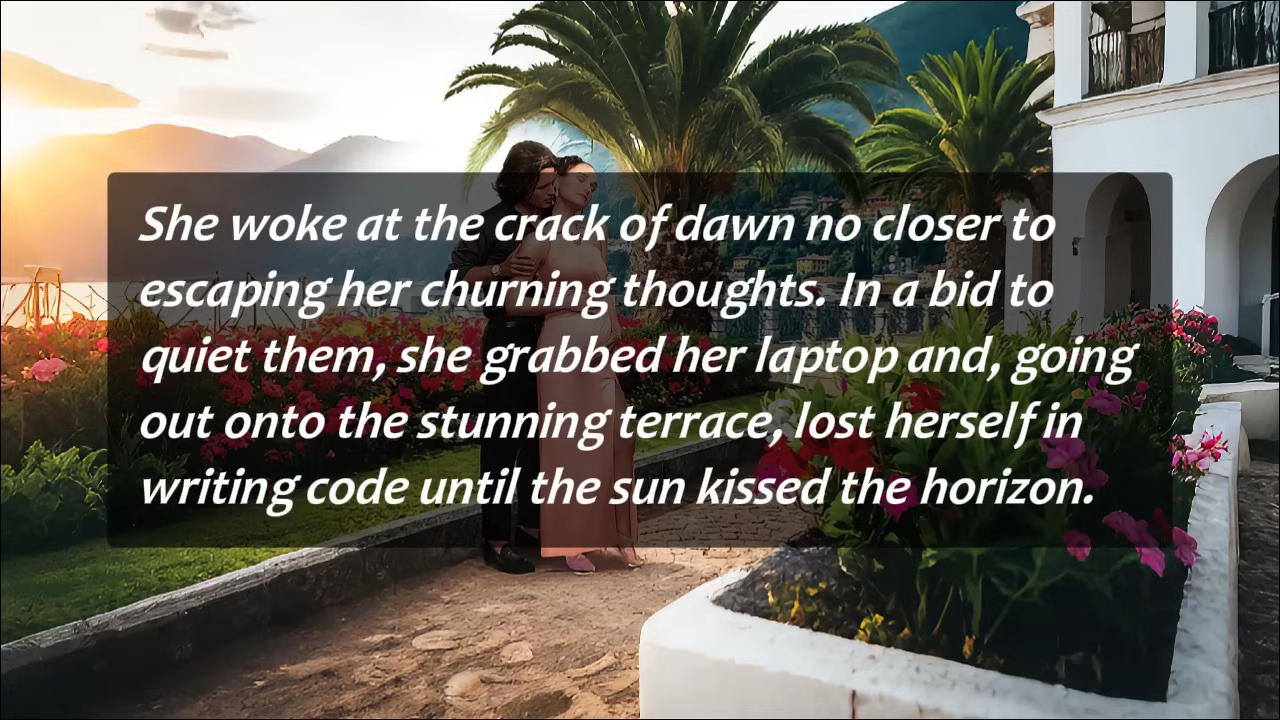 She woke at the crack of dawn no closer to
escaping her churning thoughts. In a bid to
quiet them, she grabbed her laptop and, going
out onto the stunning terrace, lost herself in
writing code until the sun kissed the horizon.